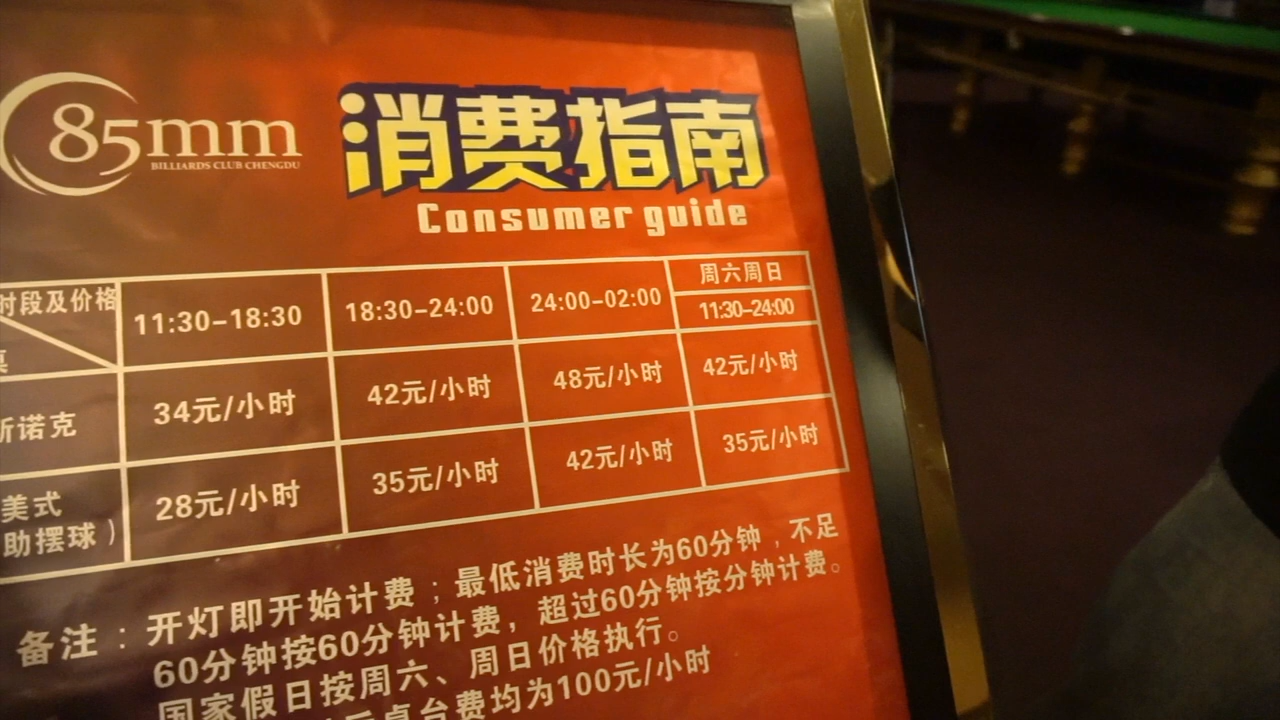 85mm
BILLIARDS CLUB CHENGDU
消费指南
Consumer guide
时段及价格 11:30-18:30 18:30-24:00 24:00-02:00 周六周日 11:30-24:00
斯诺克 34元/小时 42元/小时 48元/小时 42元/小时
美式
助摆球） 28元/小时 35元/小时 42元/小时 35元/小时
备注：开灯即开始计费；最低消费时长为60分钟，不足
60分钟按60分钟计费，超过60分钟按分钟计费。
国家假日按周六、周日价格执行。
桌台费均为100元/小时